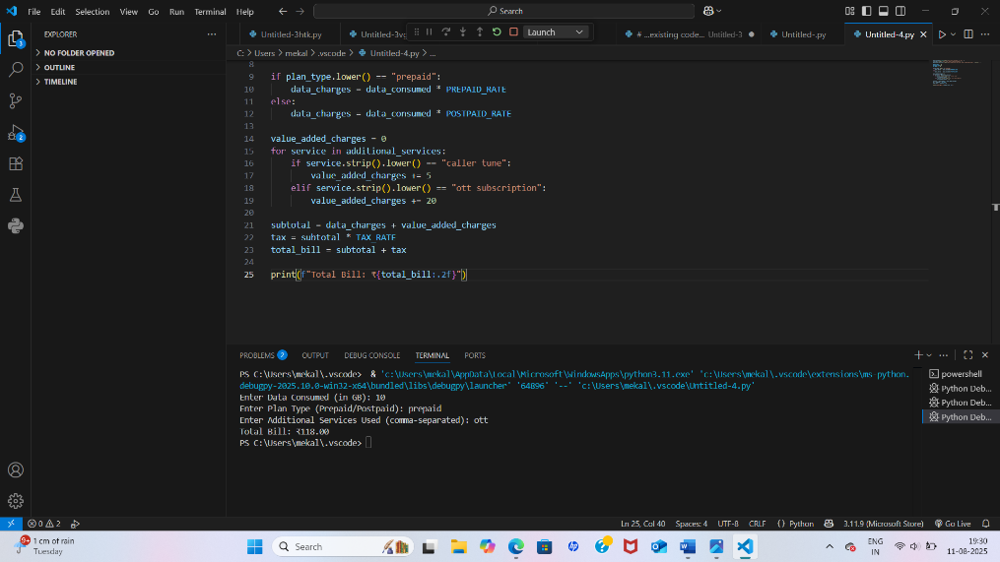 File Edit Selection View Go Run Terminal Help
Search
EXPLORER
NO FOLDER OPENED
OUTLINE
TIMELINE
3
2
Untitled-3htk.py
Untitled-3vg
Launch
# ...existing code... Untitled-3
Untitled-.py
Untitled-4.py
C: > Users > mekal > .vscode > Untitled-4.py > ...
8
9 if plan_type.lower() == "prepaid":
10 data_charges = data_consumed * PREPAID_RATE
11 else:
12 data_charges = data_consumed * POSTPAID_RATE
13
14 value_added_charges = 0
15 for service in additional_services:
16 if service.strip().lower() == "caller tune":
17 value_added_charges += 5
18 elif service.strip().lower() == "ott subscription":
19 value_added_charges += 20
20
21 subtotal = data_charges + value_added_charges
22 tax = subtotal * TAX_RATE
23 total_bill = subtotal + tax
24
25 print(f"Total Bill: ₹{total_bill:.2f}")
PROBLEMS 2 OUTPUT DEBUG CONSOLE TERMINAL PORTS
PS C:\Users\mekal\.vscode> & 'c:\Users\mekal\AppData\Local\Microsoft\WindowsApps\python3.11.exe' 'c:\Users\mekal\.vscode\extensions\ms-python.
debugpy-2025.10.0-win32-x64\bundled\libs\debugpy\launcher' '64896' '--' 'c:\Users\mekal\.vscode\Untitled-4.py'
Enter Data Consumed (in GB): 10
Enter Plan Type (Prepaid/Postpaid): prepaid
Enter Additional Services Used (comma-separated): ott
Total Bill: ₹118.00
PS C:\Users\mekal\.vscode>
powershell
Python Deb...
Python Deb...
Python Deb...
0 2
Ln 25, Col 40 Spaces: 4 UTF-8 CRLF {} Python 3.11.9 (Microsoft Store) Go Live
9+
1 cm of rain
Tuesday
Search
ENG
IN
19:30
11-08-2025